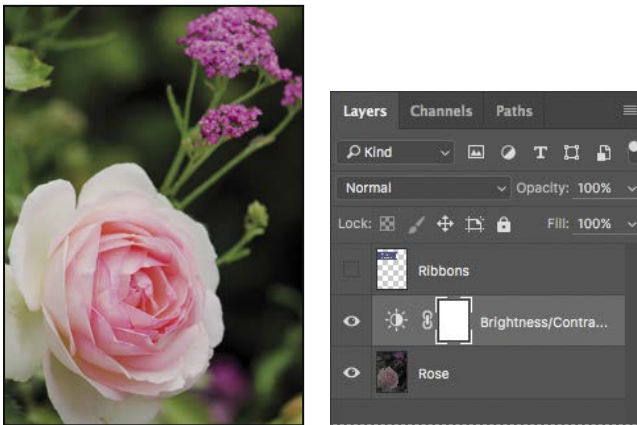 Layers Channels Paths
Kind
Normal Opacity: 100%
Lock: Fill: 100%
Ribbons
Brightness/Contra...
Rose